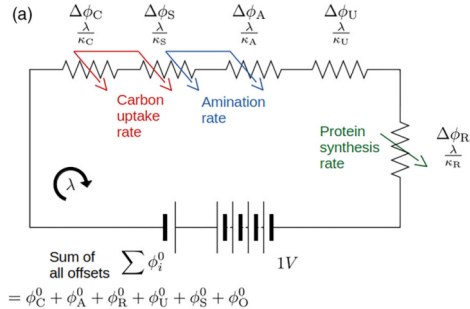 (a)
Δϕ_C Δϕ_S Δϕ_A Δϕ_U
λ/κ_C λ/κ_S λ/κ_A λ/κ_U
Carbon uptake rate
Amination rate
Protein synthesis rate
Δϕ_R
λ/κ_R
λ
Sum of all offsets
∑ ϕ_i^0
1V
= ϕ_C^0 + ϕ_A^0 + ϕ_R^0 + ϕ_U^0 + ϕ_S^0 + ϕ_O^0